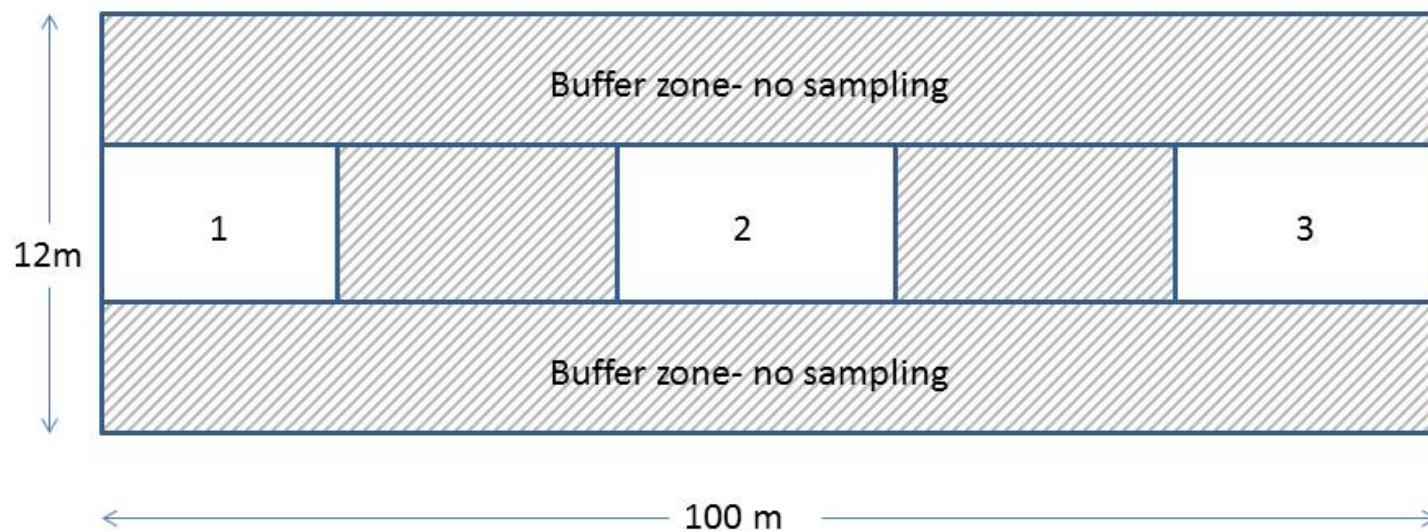 Buffer zone- no sampling
1
2
3
12m
Buffer zone- no sampling
100 m